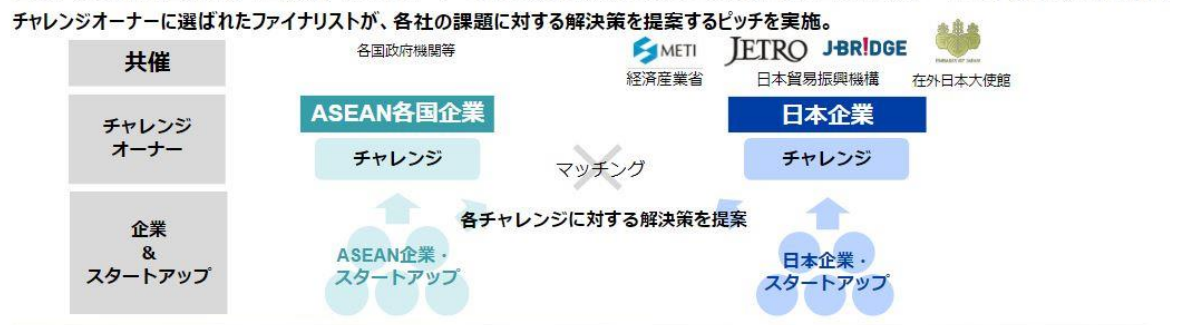 チャレンジオーナーに選ばれたファイナリストが、各社の課題に対する解決策を提案するピッチを実施。
共催
各国政府機関等
METI
経済産業省
JETRO
日本貿易振興機構
J-BR!DGE
在外日本大使館
チャレンジ
オーナー
ASEAN各国企業
チャレンジ
マッチング
日本企業
チャレンジ
企業
&
スタートアップ
各チャレンジに対する解決策を提案
ASEAN企業・
スタートアップ
日本企業・
スタートアップ